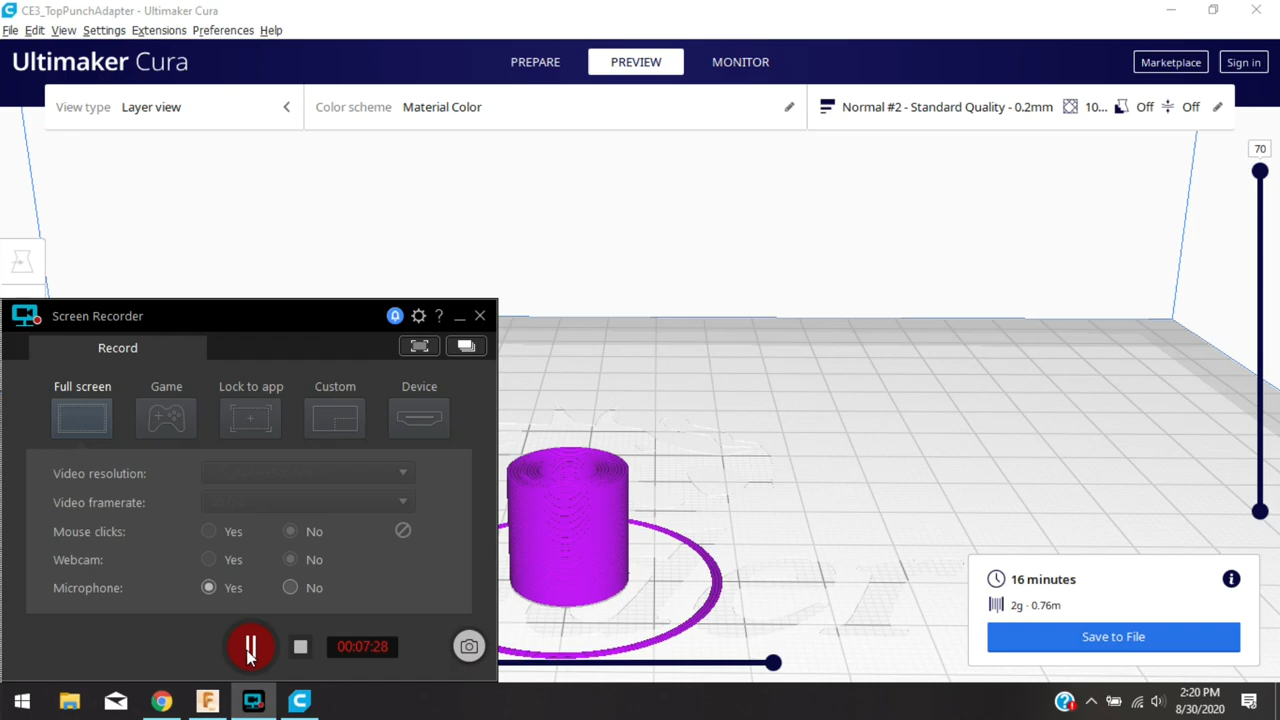 CE3_TopPunchAdapter - Ultimaker Cura
File Edit View Settings Extensions Preferences Help
Ultimaker Cura
PREPARE PREVIEW MONITOR
Marketplace Sign in
View type Layer view
Color scheme Material Color
Normal #2 - Standard Quality - 0.2mm 10... Off Off
70
Screen Recorder
?
Record
Full screen Game Lock to app Custom Device
Video resolution:
Video framerate:
Mouse clicks: Yes No
Webcam: Yes No
Microphone: Yes No
00:07:28
16 minutes
2g · 0.76m
Save to File
2:20 PM
8/30/2020